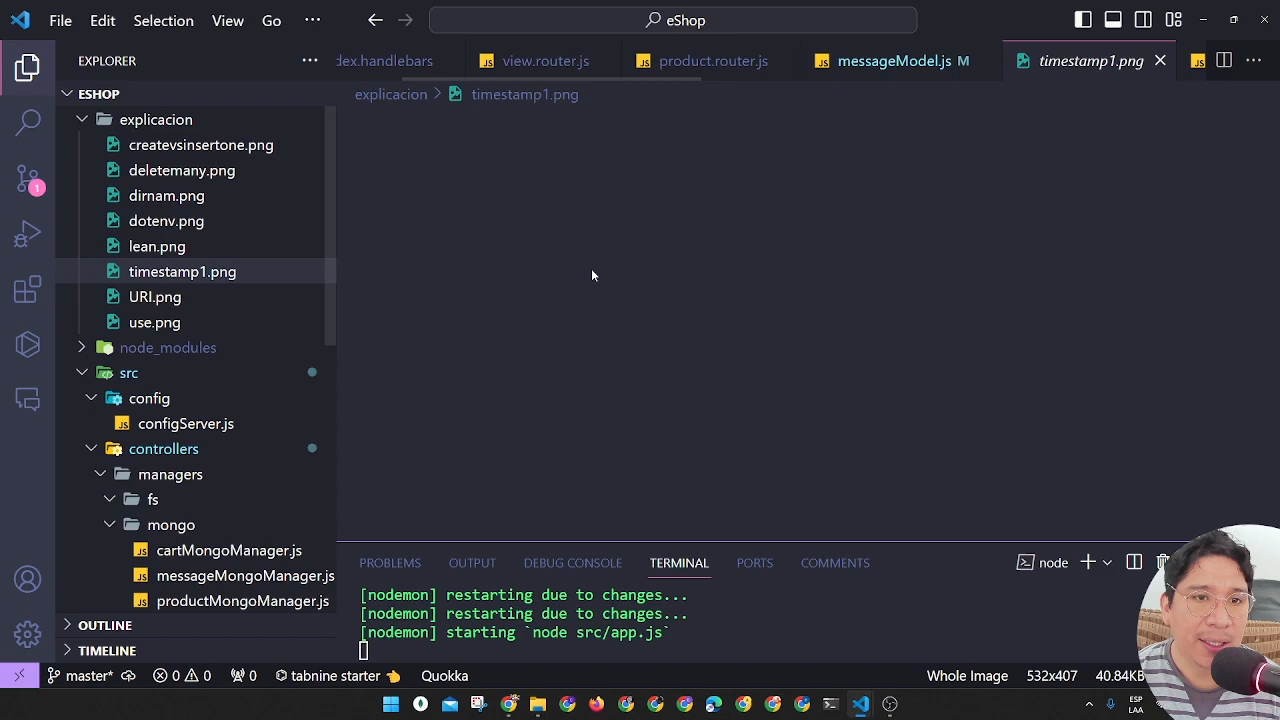 File Edit Selection View Go ··· eShop
EXPLORER ···
dex.handlebars view.router.js product.router.js messageModel.js M timestamp1.png ···
ESHOP
explicacion > timestamp1.png
explicacion
createvsinsertone.png
deletemany.png
dirnam.png
dotenv.png
lean.png
timestamp1.png
URI.png
use.png
node_modules
src
config
configServer.js
controllers
managers
fs
mongo
cartMongoManager.js
messageMongoManager.js
productMongoManager.js
OUTLINE
TIMELINE
PROBLEMS OUTPUT DEBUG CONSOLE TERMINAL PORTS COMMENTS node
[nodemon] restarting due to changes...
[nodemon] restarting due to changes...
[nodemon] starting `node src/app.js`
master* 0 0 0 tabnine starter Quokka Whole Image 532x407 40.84KB
ESP
LAA